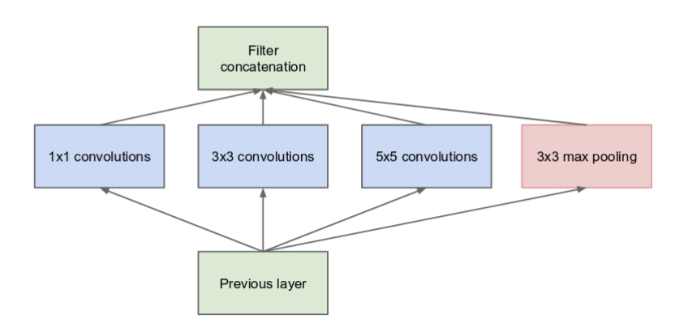 Filter
concatenation
1x1 convolutions
3x3 convolutions
5x5 convolutions
3x3 max pooling
Previous layer